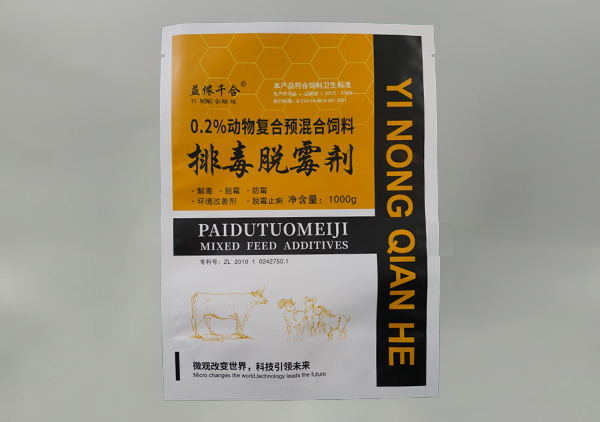 益侬千合®
YI NONG QIAN HE
本产品符合饲料卫生标准
0.2%动物复合预混合饲料
排毒脱霉剂
·解毒 ·脱霉 ·防霉
·环境改善剂 ·脱霉止痢 净含量：1000g
PAIDUTUOMEIJI
MIXED FEED ADDITIVES
专利号：ZL 2010 1 0242750.1
微观改变世界，科技引领未来
Micro changes the world,technology leads the future
YI NONG QIAN HE